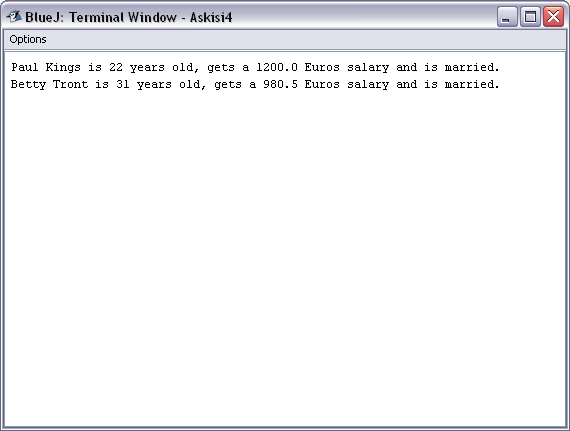 BlueJ: Terminal Window - Askisi4
Options
Paul Kings is 22 years old, gets a 1200.0 Euros salary and is married.
Betty Tront is 31 years old, gets a 980.5 Euros salary and is married.